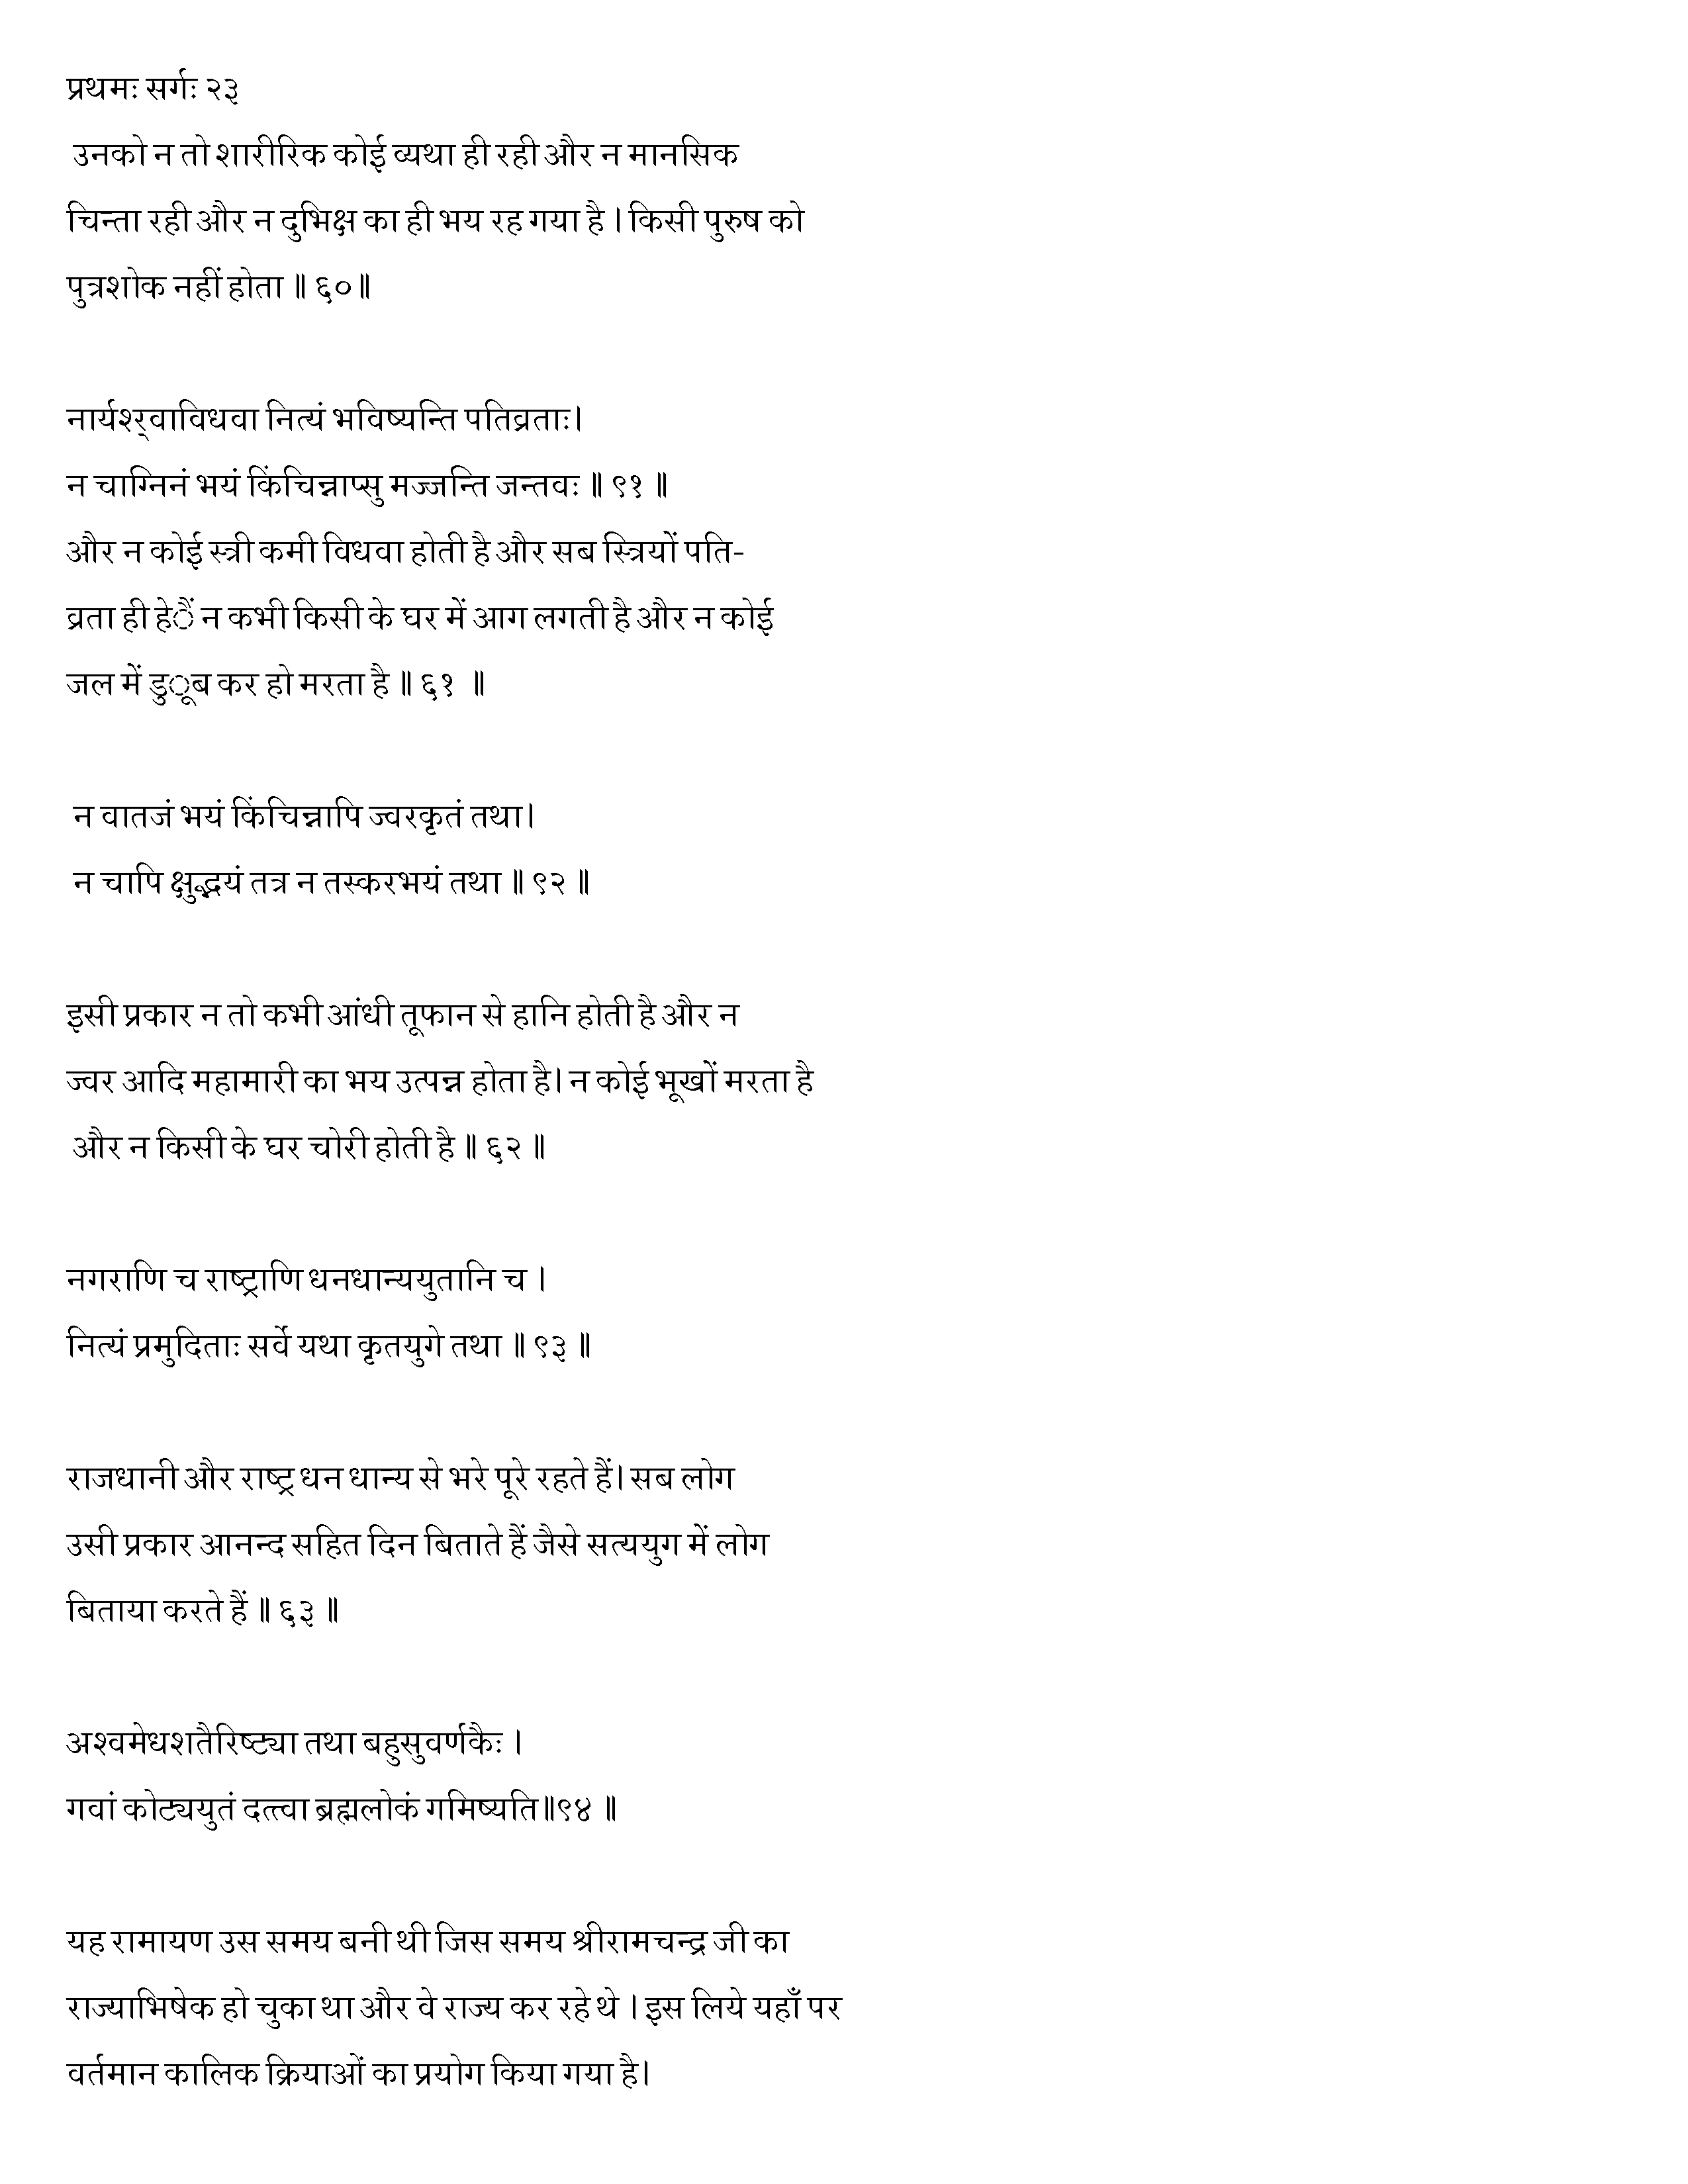 प्रथमः सर्गः २३
उनको न तो शारीरिक कोई व्यथा ही रही और न मानसिक
चिन्ता रही और न दुभिक्ष का ही भय रह गया है । किसी पुरुष को
पुत्रशोक नहीं होता ॥ ६०॥
नार्यश्र्वाविधवा नित्यं भविष्यन्ति पतिव्रताः।
न चाग्निनं भयं किंचिन्नाप्सु मज्जन्ति जन्तवः ॥ ९१ ॥
और न कोई स्त्री कमी विधवा होती है और सब स्त्रियों पति-
व्रता ही हेैं न कभी किसी के घर में आग लगती है और न कोई
जल में डुूब कर हो मरता है ॥ ६१ ॥
न वातजं भयं किंचिन्नापि ज्वरकृतं तथा।
न चापि क्षुद्भयं तत्र न तस्करभयं तथा ॥ ९२ ॥
इसी प्रकार न तो कभी आंधी तूफान से हानि होती है और न
ज्वर आदि महामारी का भय उत्पन्न होता है। न कोई भूखों मरता है
और न किसी के घर चोरी होती है ॥ ६२ ॥
नगराणि च राष्ट्राणि धनधान्ययुतानि च ।
नित्यं प्रमुदिताः सर्वे यथा कृतयुगे तथा ॥ ९३ ॥
राजधानी और राष्ट्र धन धान्य से भरे पूरे रहते हैं। सब लोग
उसी प्रकार आनन्द सहित दिन बिताते हैं जैसे सत्ययुग में लोग
बिताया करते हैं ॥ ६३ ॥
अश्वमेधशतैरिष्ट्या तथा बहुसुवर्णकैः ।
गवां कोट्ययुतं दत्त्वा ब्रह्मलोकं गमिष्यति॥९४ ॥
यह रामायण उस समय बनी थी जिस समय श्रीरामचन्द्र जी का
राज्याभिषेक हो चुका था और वे राज्य कर रहे थे । इस लिये यहाँ पर
वर्तमान कालिक क्रियाओं का प्रयोग किया गया है।